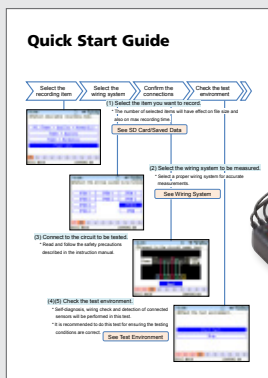 Quick Start Guide
Select the
recording item
Select the
wiring system
Confirm the
connections
Check the test
environment
(1) Select the item you want to record.
* The number of selected items will have effect on file size and
also on max recording time.
See SD Card/Saved Data
(2) Select the wiring system to be measured.
* Select a proper wiring system for accurate
measurements.
See Wiring System
(3) Connect to the circuit to be tested.
* Read and follow the safety precautions
described in the instruction manual.
(4)(5) Check the test environment.
* Self-diagnosis, wiring check and detection of connected
sensors will be performed in this test.
* It is recommended to do this test for ensuring the testing
conditions are correct.
See Test Environment